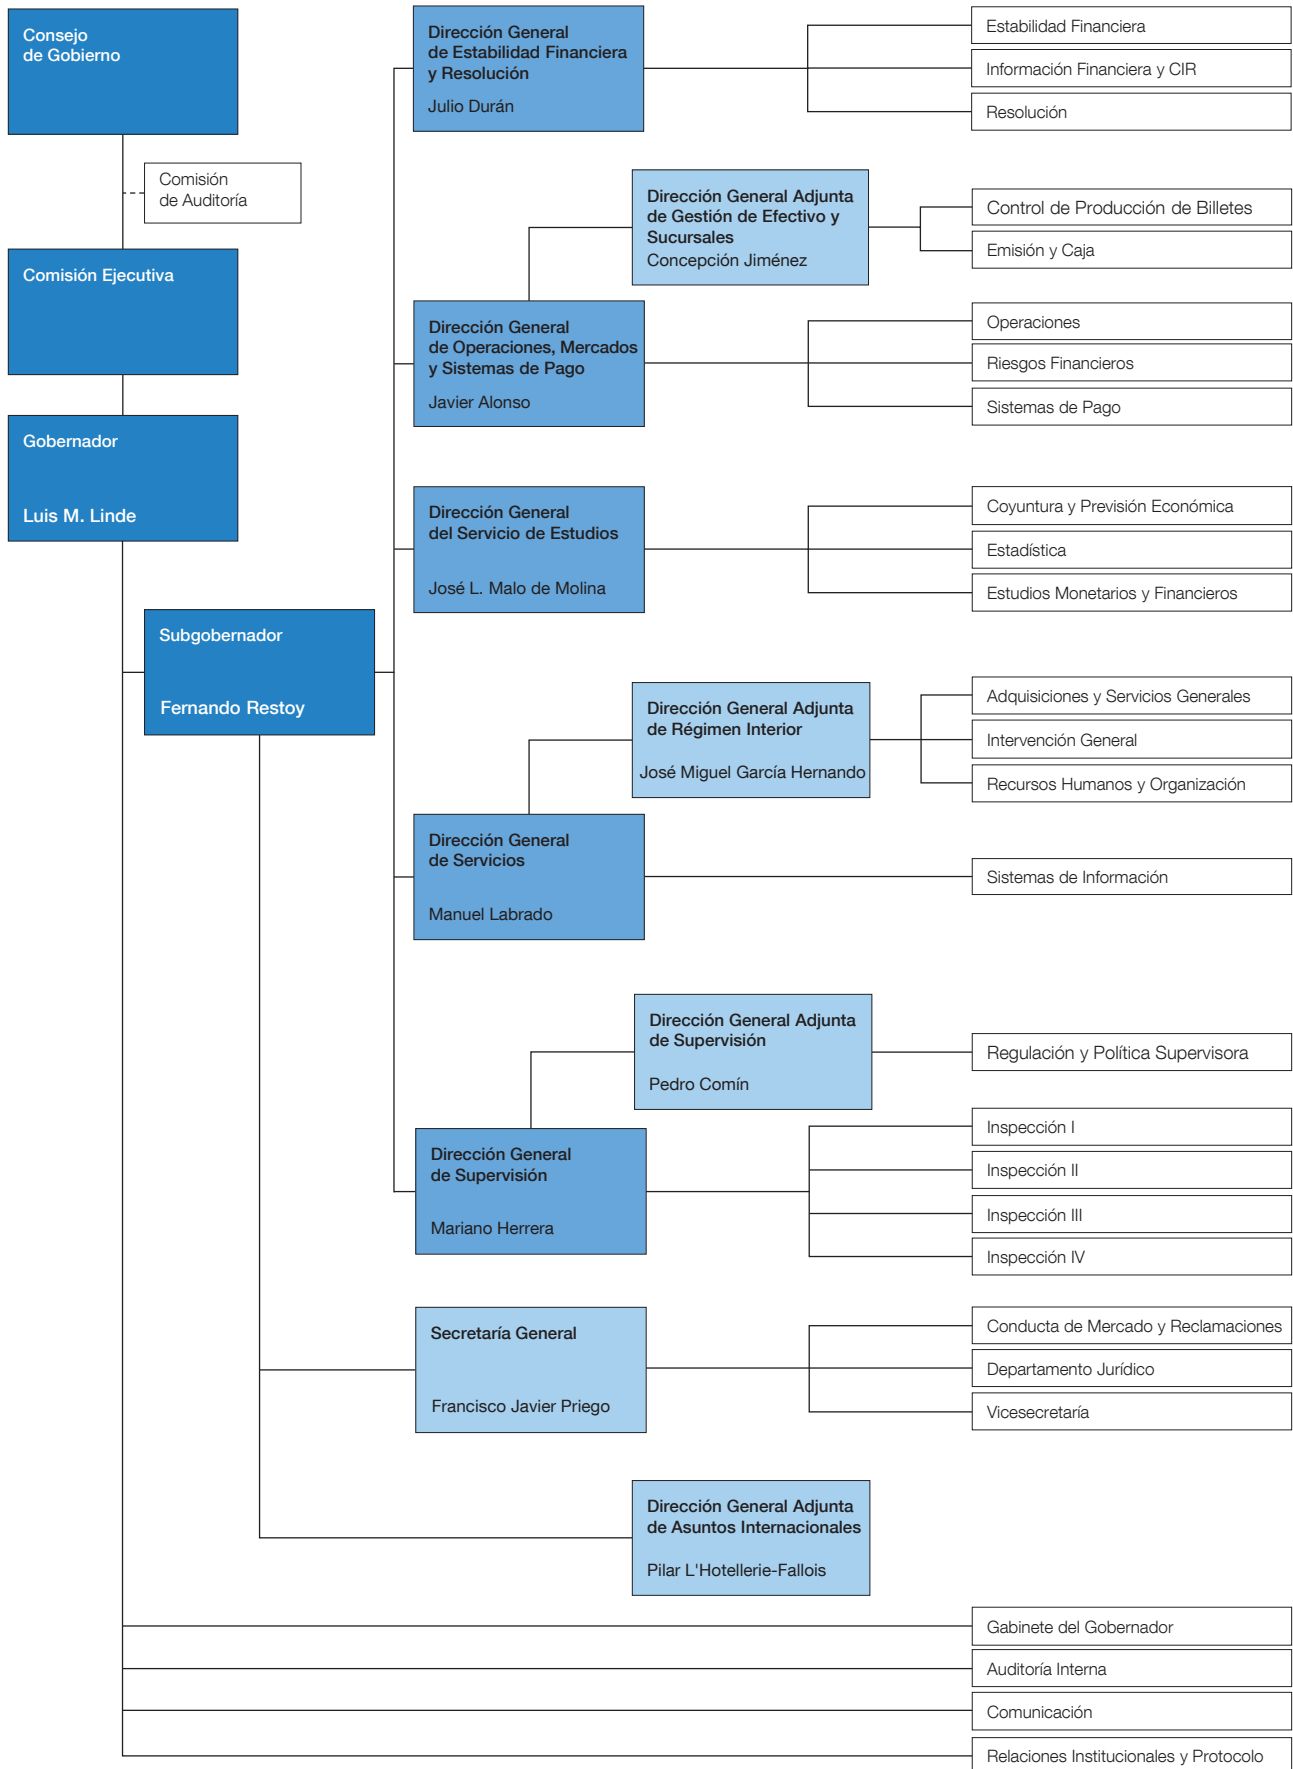 Consejo
de Gobierno
Comisión
de Auditoría
Comisión Ejecutiva
Gobernador
Luis M. Linde
Subgobernador
Fernando Restoy
Dirección General
de Estabilidad Financiera
y Resolución
Julio Durán
Estabilidad Financiera
Información Financiera y CIR
Resolución
Dirección General Adjunta
de Gestión de Efectivo y
Sucursales
Concepción Jiménez
Control de Producción de Billetes
Emisión y Caja
Dirección General
de Operaciones, Mercados
y Sistemas de Pago
Javier Alonso
Operaciones
Riesgos Financieros
Sistemas de Pago
Dirección General
del Servicio de Estudios
José L. Malo de Molina
Coyuntura y Previsión Económica
Estadística
Estudios Monetarios y Financieros
Dirección General Adjunta
de Régimen Interior
José Miguel García Hernando
Adquisiciones y Servicios Generales
Intervención General
Recursos Humanos y Organización
Dirección General
de Servicios
Manuel Labrado
Sistemas de Información
Dirección General Adjunta
de Supervisión
Pedro Comín
Regulación y Política Supervisora
Dirección General
de Supervisión
Mariano Herrera
Inspección I
Inspección II
Inspección III
Inspección IV
Secretaría General
Francisco Javier Priego
Conducta de Mercado y Reclamaciones
Departamento Jurídico
Vicesecretaría
Dirección General Adjunta
de Asuntos Internacionales
Pilar L'Hotellerie-Fallois
Gabinete del Gobernador
Auditoría Interna
Comunicación
Relaciones Institucionales y Protocolo